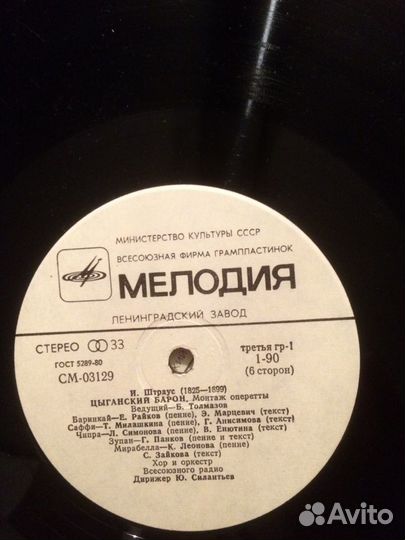 МИНИСТЕРСТВО КУЛЬТУРЫ СССР
ВСЕСОЮЗНАЯ ФИРМА ГРАМПЛАСТИНОК
МЕЛОДИЯ
ЛЕНИНГРАДСКИЙ ЗАВОД
СТЕРЕО 33
ГОСТ 5289-80
СМ-03129
третья гр-1
1-90
(6 сторон)
И. Штраус (1825—1899)
ЦЫГАНСКИЙ БАРОН. Монтаж оперетты
Ведущий—Б. Толмазов
Баринкай—Е. Райков (пение), Э. Марцевич (текст)
Саффи—Т. Милашкина (пение), Г. Анисимова (текст)
Чипра—Л. Симонова (пение), В. Енютина (текст)
Зупан—Г. Панков (пение и текст)
Мирабелла—К. Леонова (пение),
С. Зайкова (текст)
Хор и оркестр
Всесоюзного радио
Дирижер Ю. Силантьев
Avito